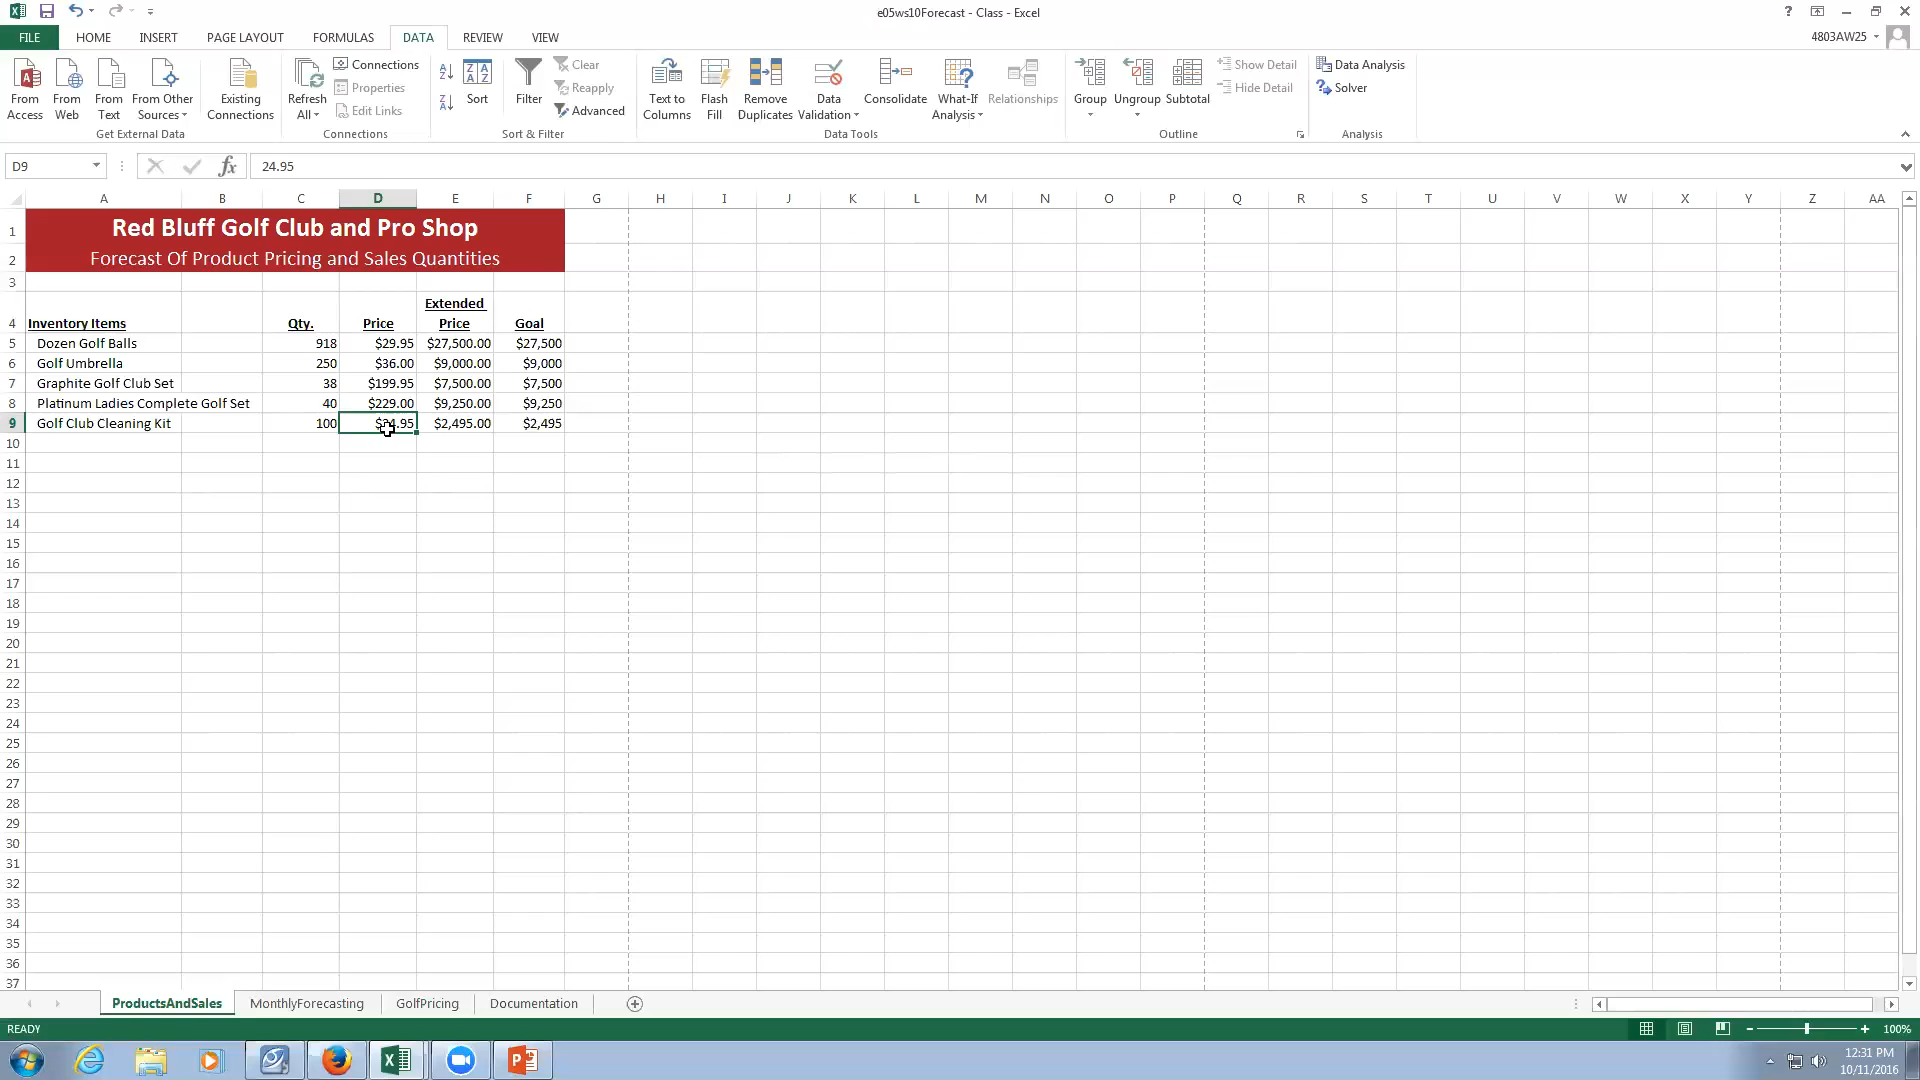 e05ws10Forecast - Class - Excel
FILE HOME INSERT PAGE LAYOUT FORMULAS DATA REVIEW VIEW 4803AW25
From Access
From Web
From Text
From Other Sources
Existing Connections
Get External Data
Refresh All
Connections
Properties
Edit Links
Connections
Sort
Filter
Clear
Reapply
Advanced
Sort & Filter
Text to Columns
Flash Fill
Remove Duplicates
Data Validation
Consolidate
What-If Analysis
Relationships
Data Tools
Group
Ungroup
Subtotal
Show Detail
Hide Detail
Outline
Data Analysis
Solver
Analysis
D9 fx 24.95
A B C D E F G H I J K L M N O P Q R S T U V W X Y Z AA
1 Red Bluff Golf Club and Pro Shop
2 Forecast Of Product Pricing and Sales Quantities
3
4 Inventory Items Qty. Price Extended Price Goal
5 Dozen Golf Balls 918 $29.95 $27,500.00 $27,500
6 Golf Umbrella 250 $36.00 $9,000.00 $9,000
7 Graphite Golf Club Set 38 $199.95 $7,500.00 $7,500
8 Platinum Ladies Complete Golf Set 40 $229.00 $9,250.00 $9,250
9 Golf Club Cleaning Kit 100 $24.95 $2,495.00 $2,495
10
11
12
13
14
15
16
17
18
19
20
21
22
23
24
25
26
27
28
29
30
31
32
33
34
35
36
37
ProductsAndSales MonthlyForecasting GolfPricing Documentation
READY 100%
12:31 PM
10/11/2016